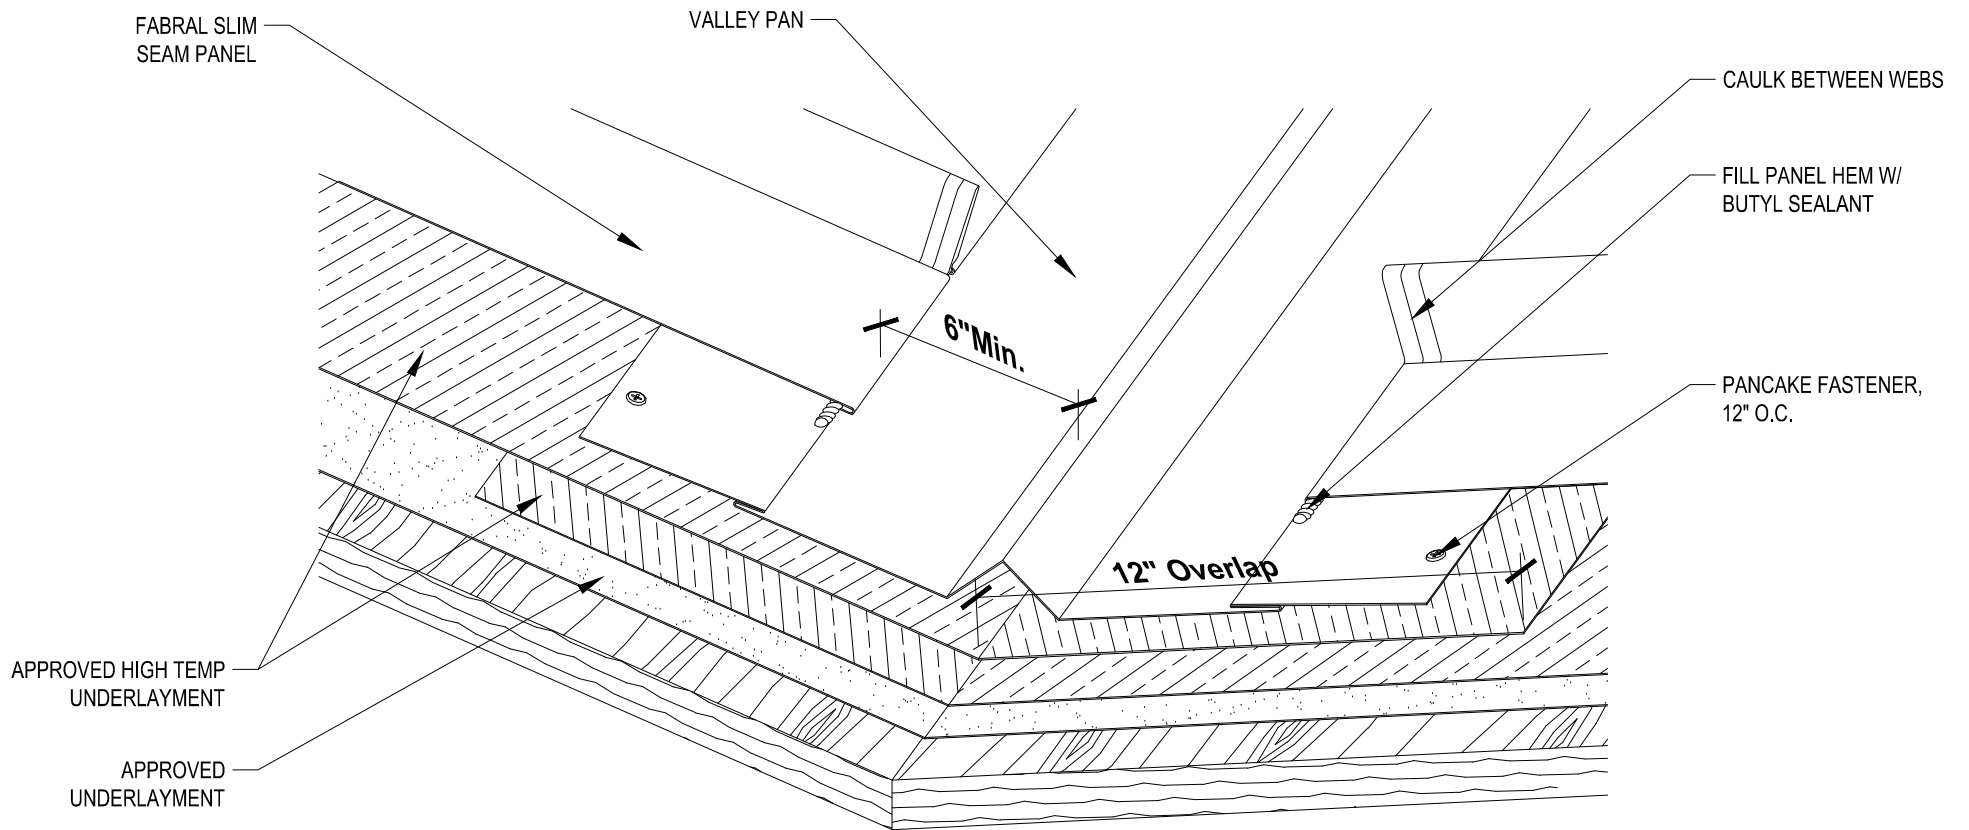 FABRAL SLIM
SEAM PANEL
VALLEY PAN
CAULK BETWEEN WEBS
FILL PANEL HEM W/
BUTYL SEALANT
6"Min.
PANCAKE FASTENER,
12" O.C.
12" Overlap
APPROVED HIGH TEMP
UNDERLAYMENT
APPROVED
UNDERLAYMENT